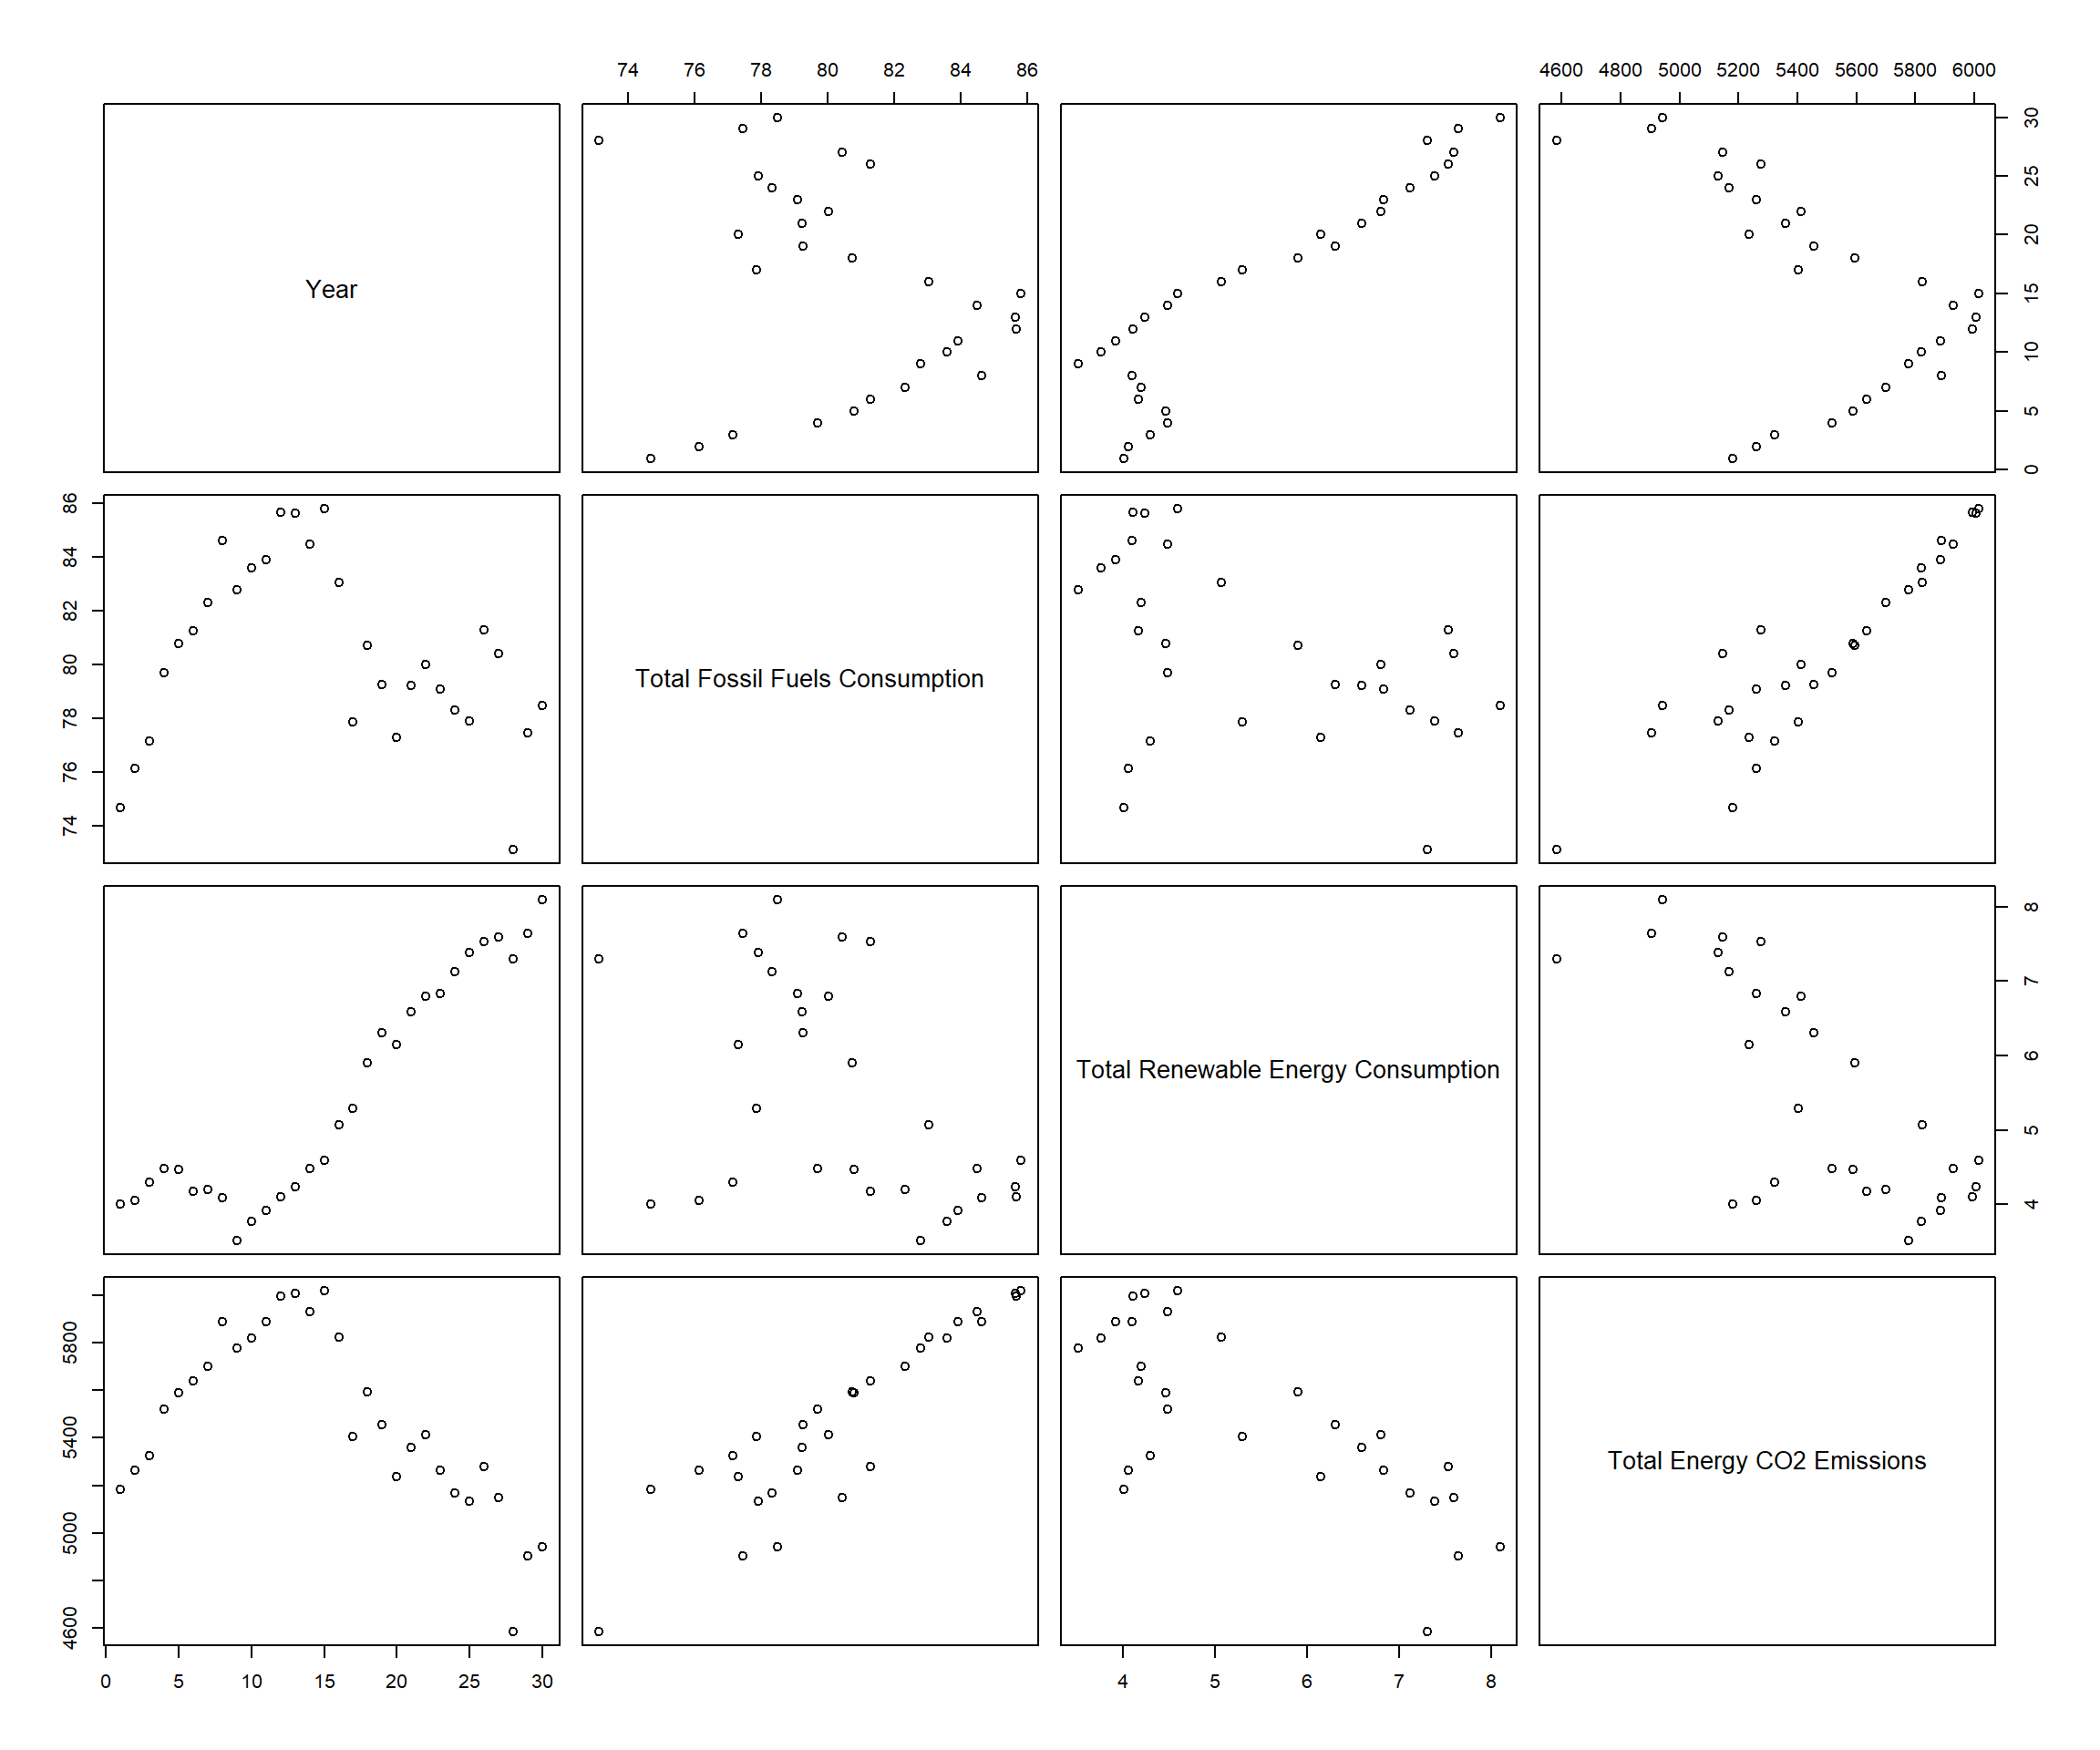 74 76 78 80 82 84 86
4600 4800 5000 5200 5400 5600 5800 6000
Year
0 5 10 15 20 25 30
74 76 78 80 82 84 86
Total Fossil Fuels Consumption
Total Renewable Energy Consumption
4 5 6 7 8
4600 5000 5400 5800
Total Energy CO2 Emissions
0 5 10 15 20 25 30
4 5 6 7 8